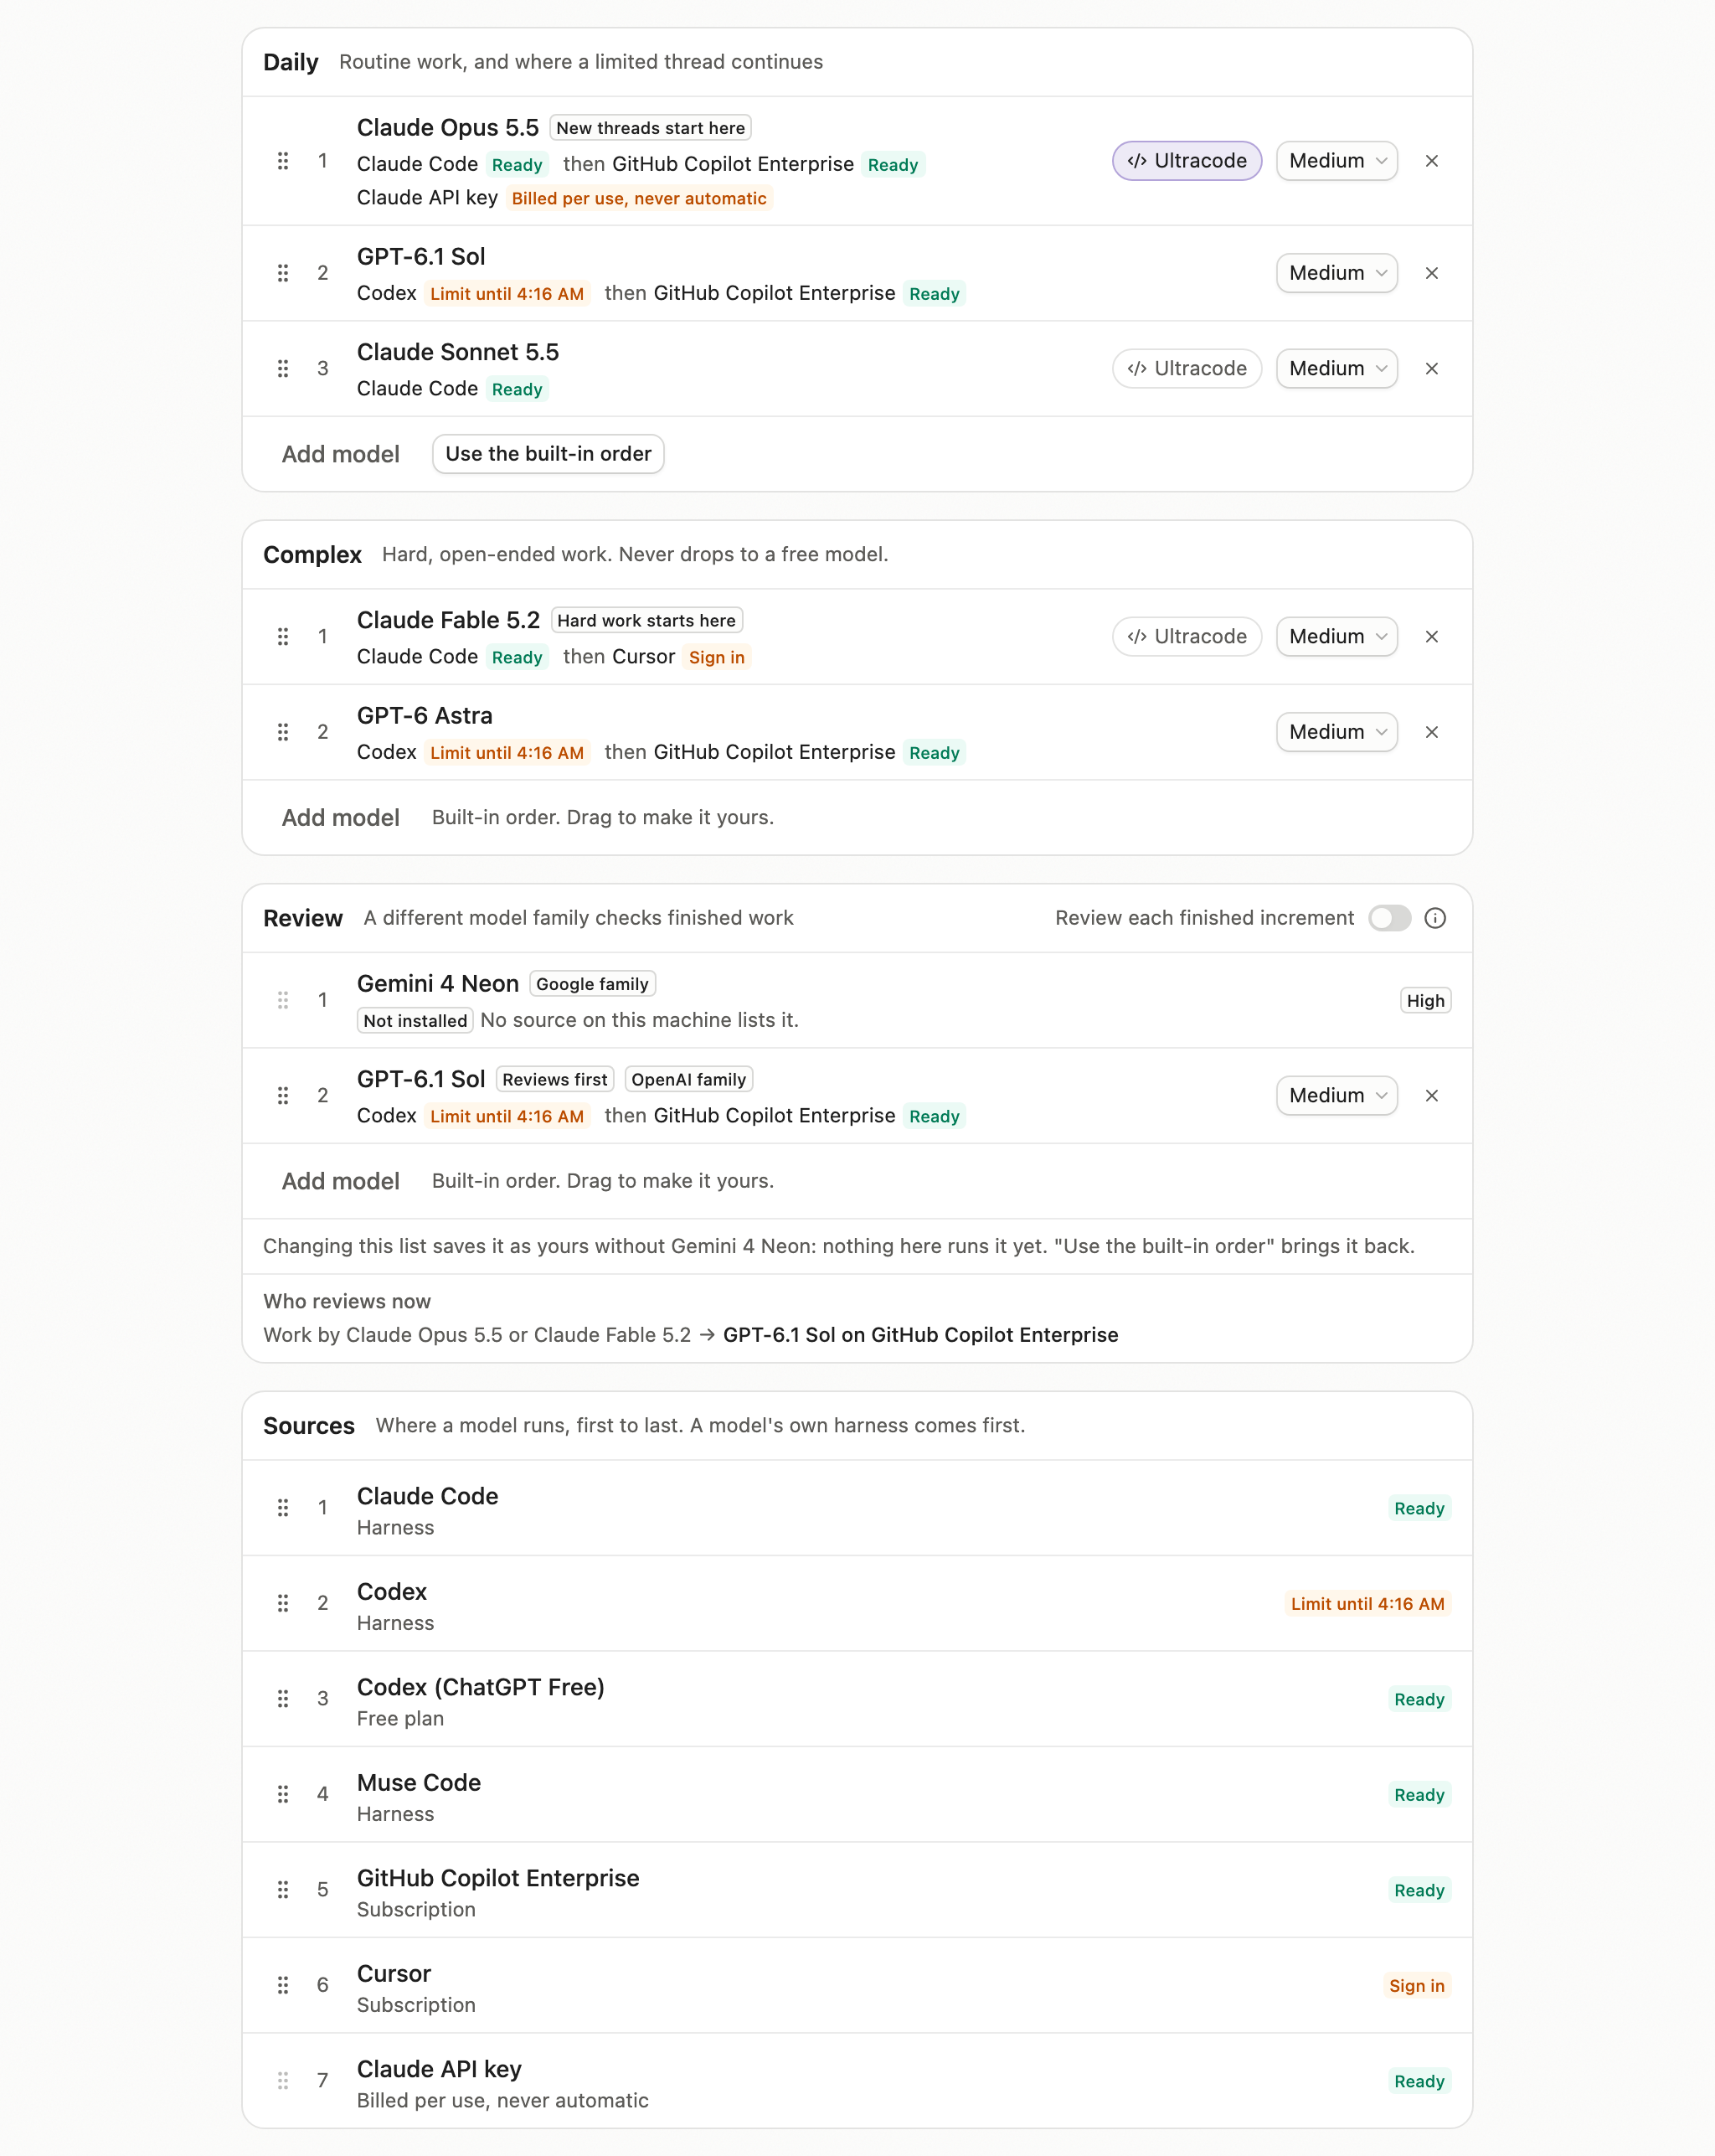 Daily Routine work, and where a limited thread continues
1 Claude Opus 5.5 New threads start here
Claude Code Ready then GitHub Copilot Enterprise Ready
Claude API key Billed per use, never automatic
</> Ultracode Medium
2 GPT-6.1 Sol
Codex Limit until 4:16 AM then GitHub Copilot Enterprise Ready
Medium
3 Claude Sonnet 5.5
Claude Code Ready
</> Ultracode Medium
Add model Use the built-in order
Complex Hard, open-ended work. Never drops to a free model.
1 Claude Fable 5.2 Hard work starts here
Claude Code Ready then Cursor Sign in
</> Ultracode Medium
2 GPT-6 Astra
Codex Limit until 4:16 AM then GitHub Copilot Enterprise Ready
Medium
Add model Built-in order. Drag to make it yours.
Review A different model family checks finished work Review each finished increment
1 Gemini 4 Neon Google family
Not installed No source on this machine lists it.
High
2 GPT-6.1 Sol Reviews first OpenAI family
Codex Limit until 4:16 AM then GitHub Copilot Enterprise Ready
Medium
Add model Built-in order. Drag to make it yours.
Changing this list saves it as yours without Gemini 4 Neon: nothing here runs it yet. "Use the built-in order" brings it back.
Who reviews now
Work by Claude Opus 5.5 or Claude Fable 5.2 → GPT-6.1 Sol on GitHub Copilot Enterprise
Sources Where a model runs, first to last. A model's own harness comes first.
1 Claude Code
Harness
Ready
2 Codex
Harness
Limit until 4:16 AM
3 Codex (ChatGPT Free)
Free plan
Ready
4 Muse Code
Harness
Ready
5 GitHub Copilot Enterprise
Subscription
Ready
6 Cursor
Subscription
Sign in
7 Claude API key
Billed per use, never automatic
Ready